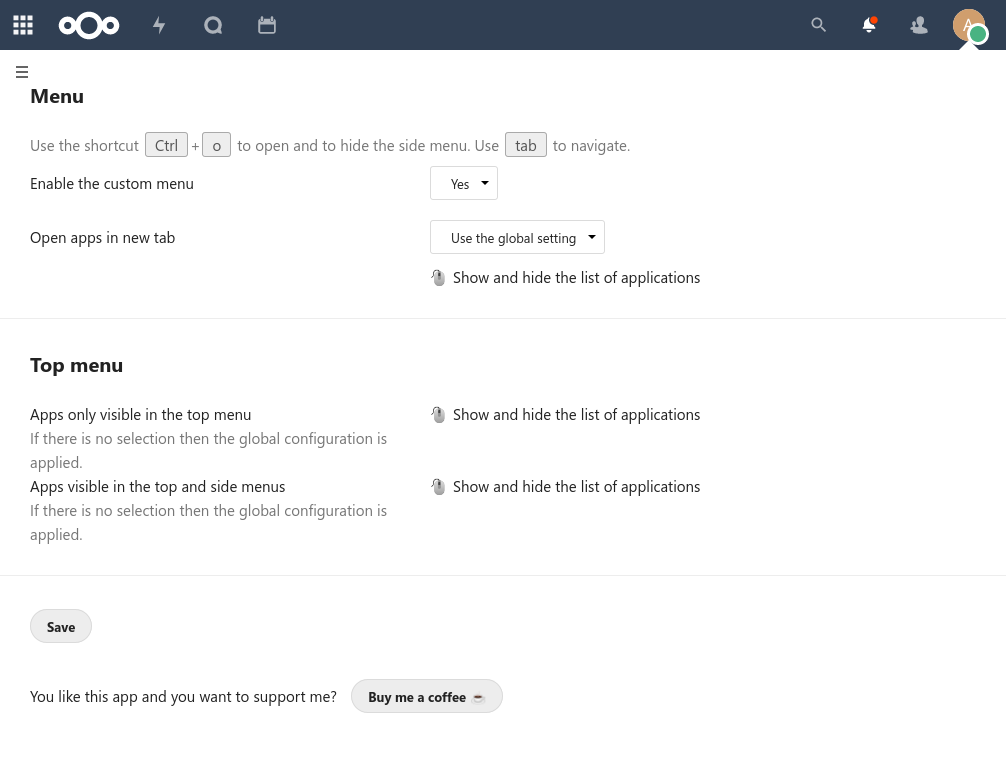 A
Menu
Use the shortcut Ctrl + o to open and to hide the side menu. Use tab to navigate.
Enable the custom menu Yes
Open apps in new tab Use the global setting
Show and hide the list of applications
Top menu
Apps only visible in the top menu Show and hide the list of applications
If there is no selection then the global configuration is
applied.
Apps visible in the top and side menus Show and hide the list of applications
If there is no selection then the global configuration is
applied.
Save
You like this app and you want to support me? Buy me a coffee ☕